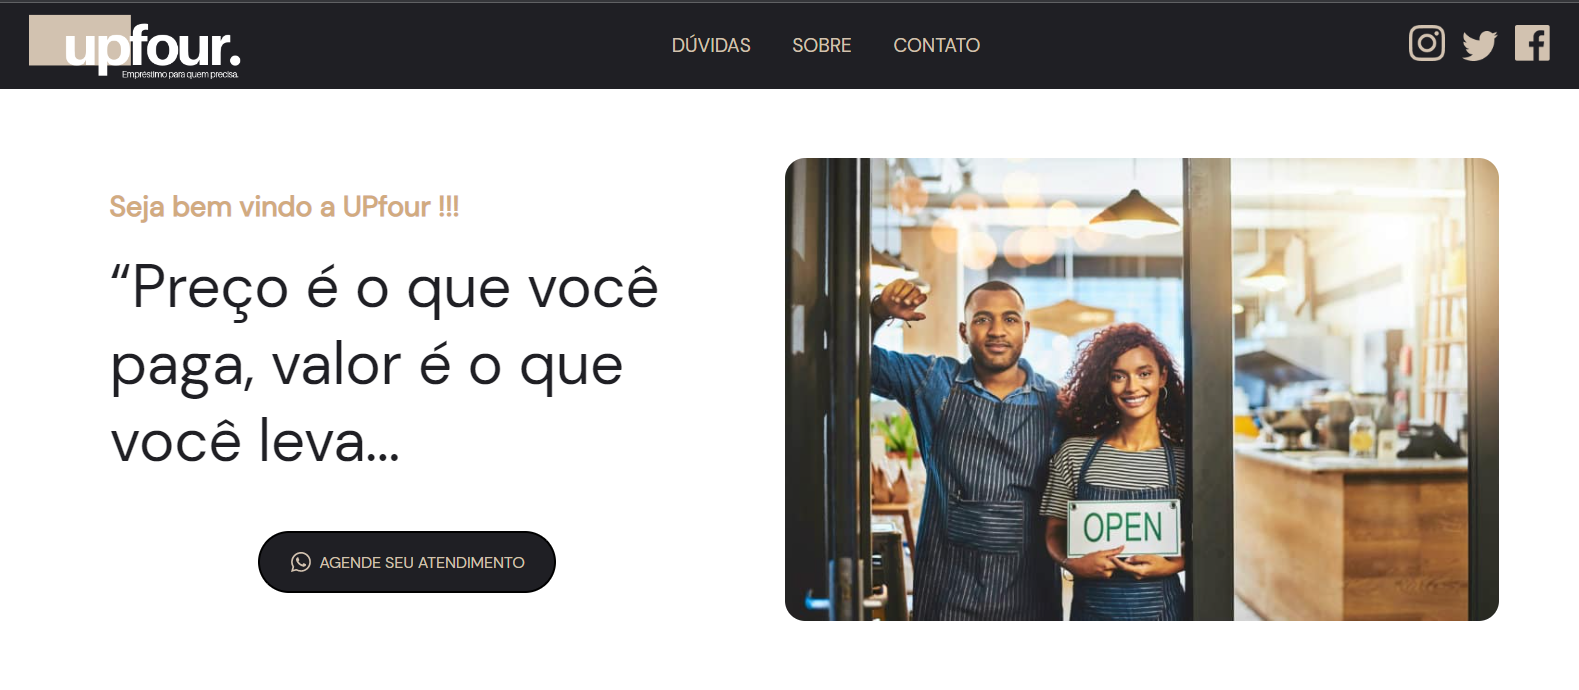 upfour.
Empréstimo para quem precisa.
DÚVIDAS SOBRE CONTATO
Seja bem vindo a UPfour !!!
“Preço é o que você
paga, valor é o que
você leva...
AGENDE SEU ATENDIMENTO
OPEN